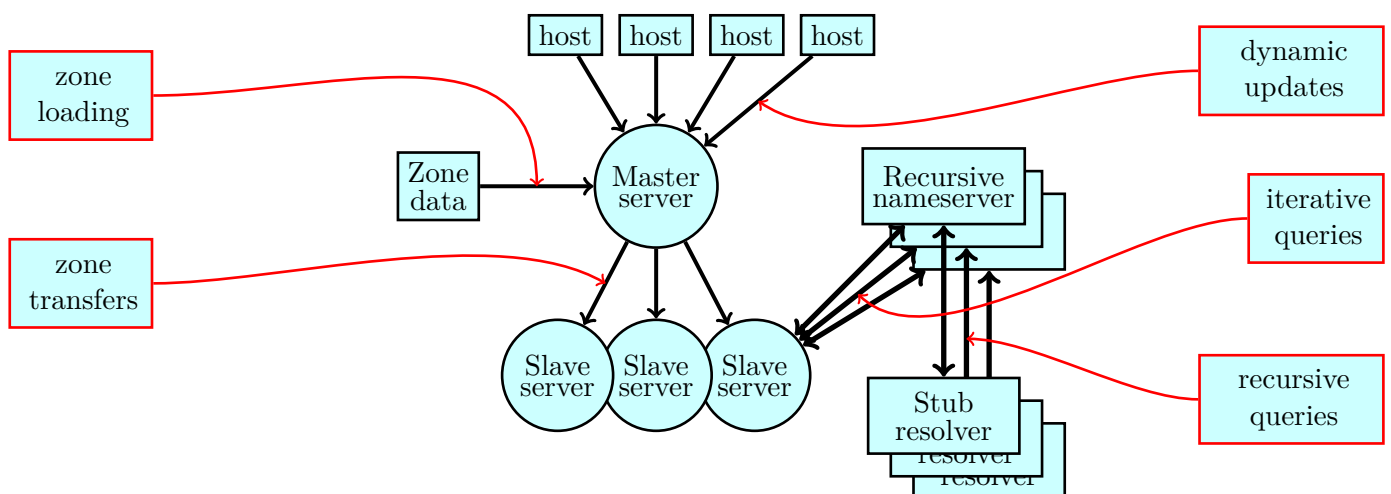 host host host host
zone
loading
dynamic
updates
Zone
data
Master
server
Recursive
nameserver
iterative
queries
zone
transfers
Slave
server
Slave
server
Slave
server
Stub
resolver
resolver
resolver
recursive
queries